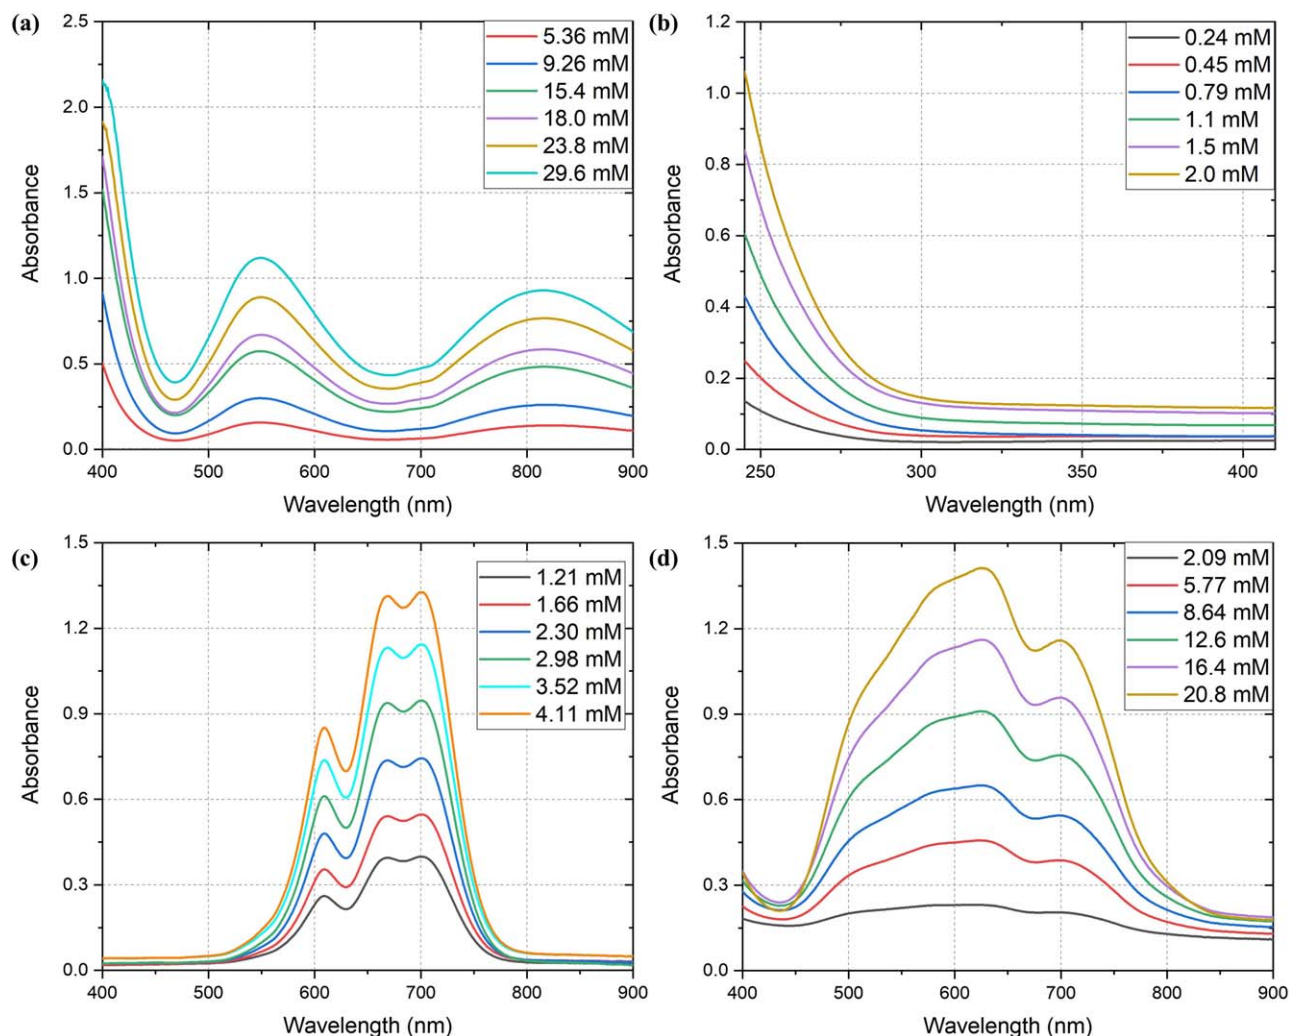 (a)
2.5
2.0
1.5
1.0
0.5
0.0
Absorbance
400 500 600 700 800 900
Wavelength (nm)
5.36 mM
9.26 mM
15.4 mM
18.0 mM
23.8 mM
29.6 mM
(b)
1.2
1.0
0.8
0.6
0.4
0.2
0.0
Absorbance
250 300 350 400
Wavelength (nm)
0.24 mM
0.45 mM
0.79 mM
1.1 mM
1.5 mM
2.0 mM
(c)
1.5
1.2
0.9
0.6
0.3
0.0
Absorbance
400 500 600 700 800 900
Wavelength (nm)
1.21 mM
1.66 mM
2.30 mM
2.98 mM
3.52 mM
4.11 mM
(d)
1.5
1.2
0.9
0.6
0.3
0.0
Absorbance
400 500 600 700 800 900
Wavelength (nm)
2.09 mM
5.77 mM
8.64 mM
12.6 mM
16.4 mM
20.8 mM